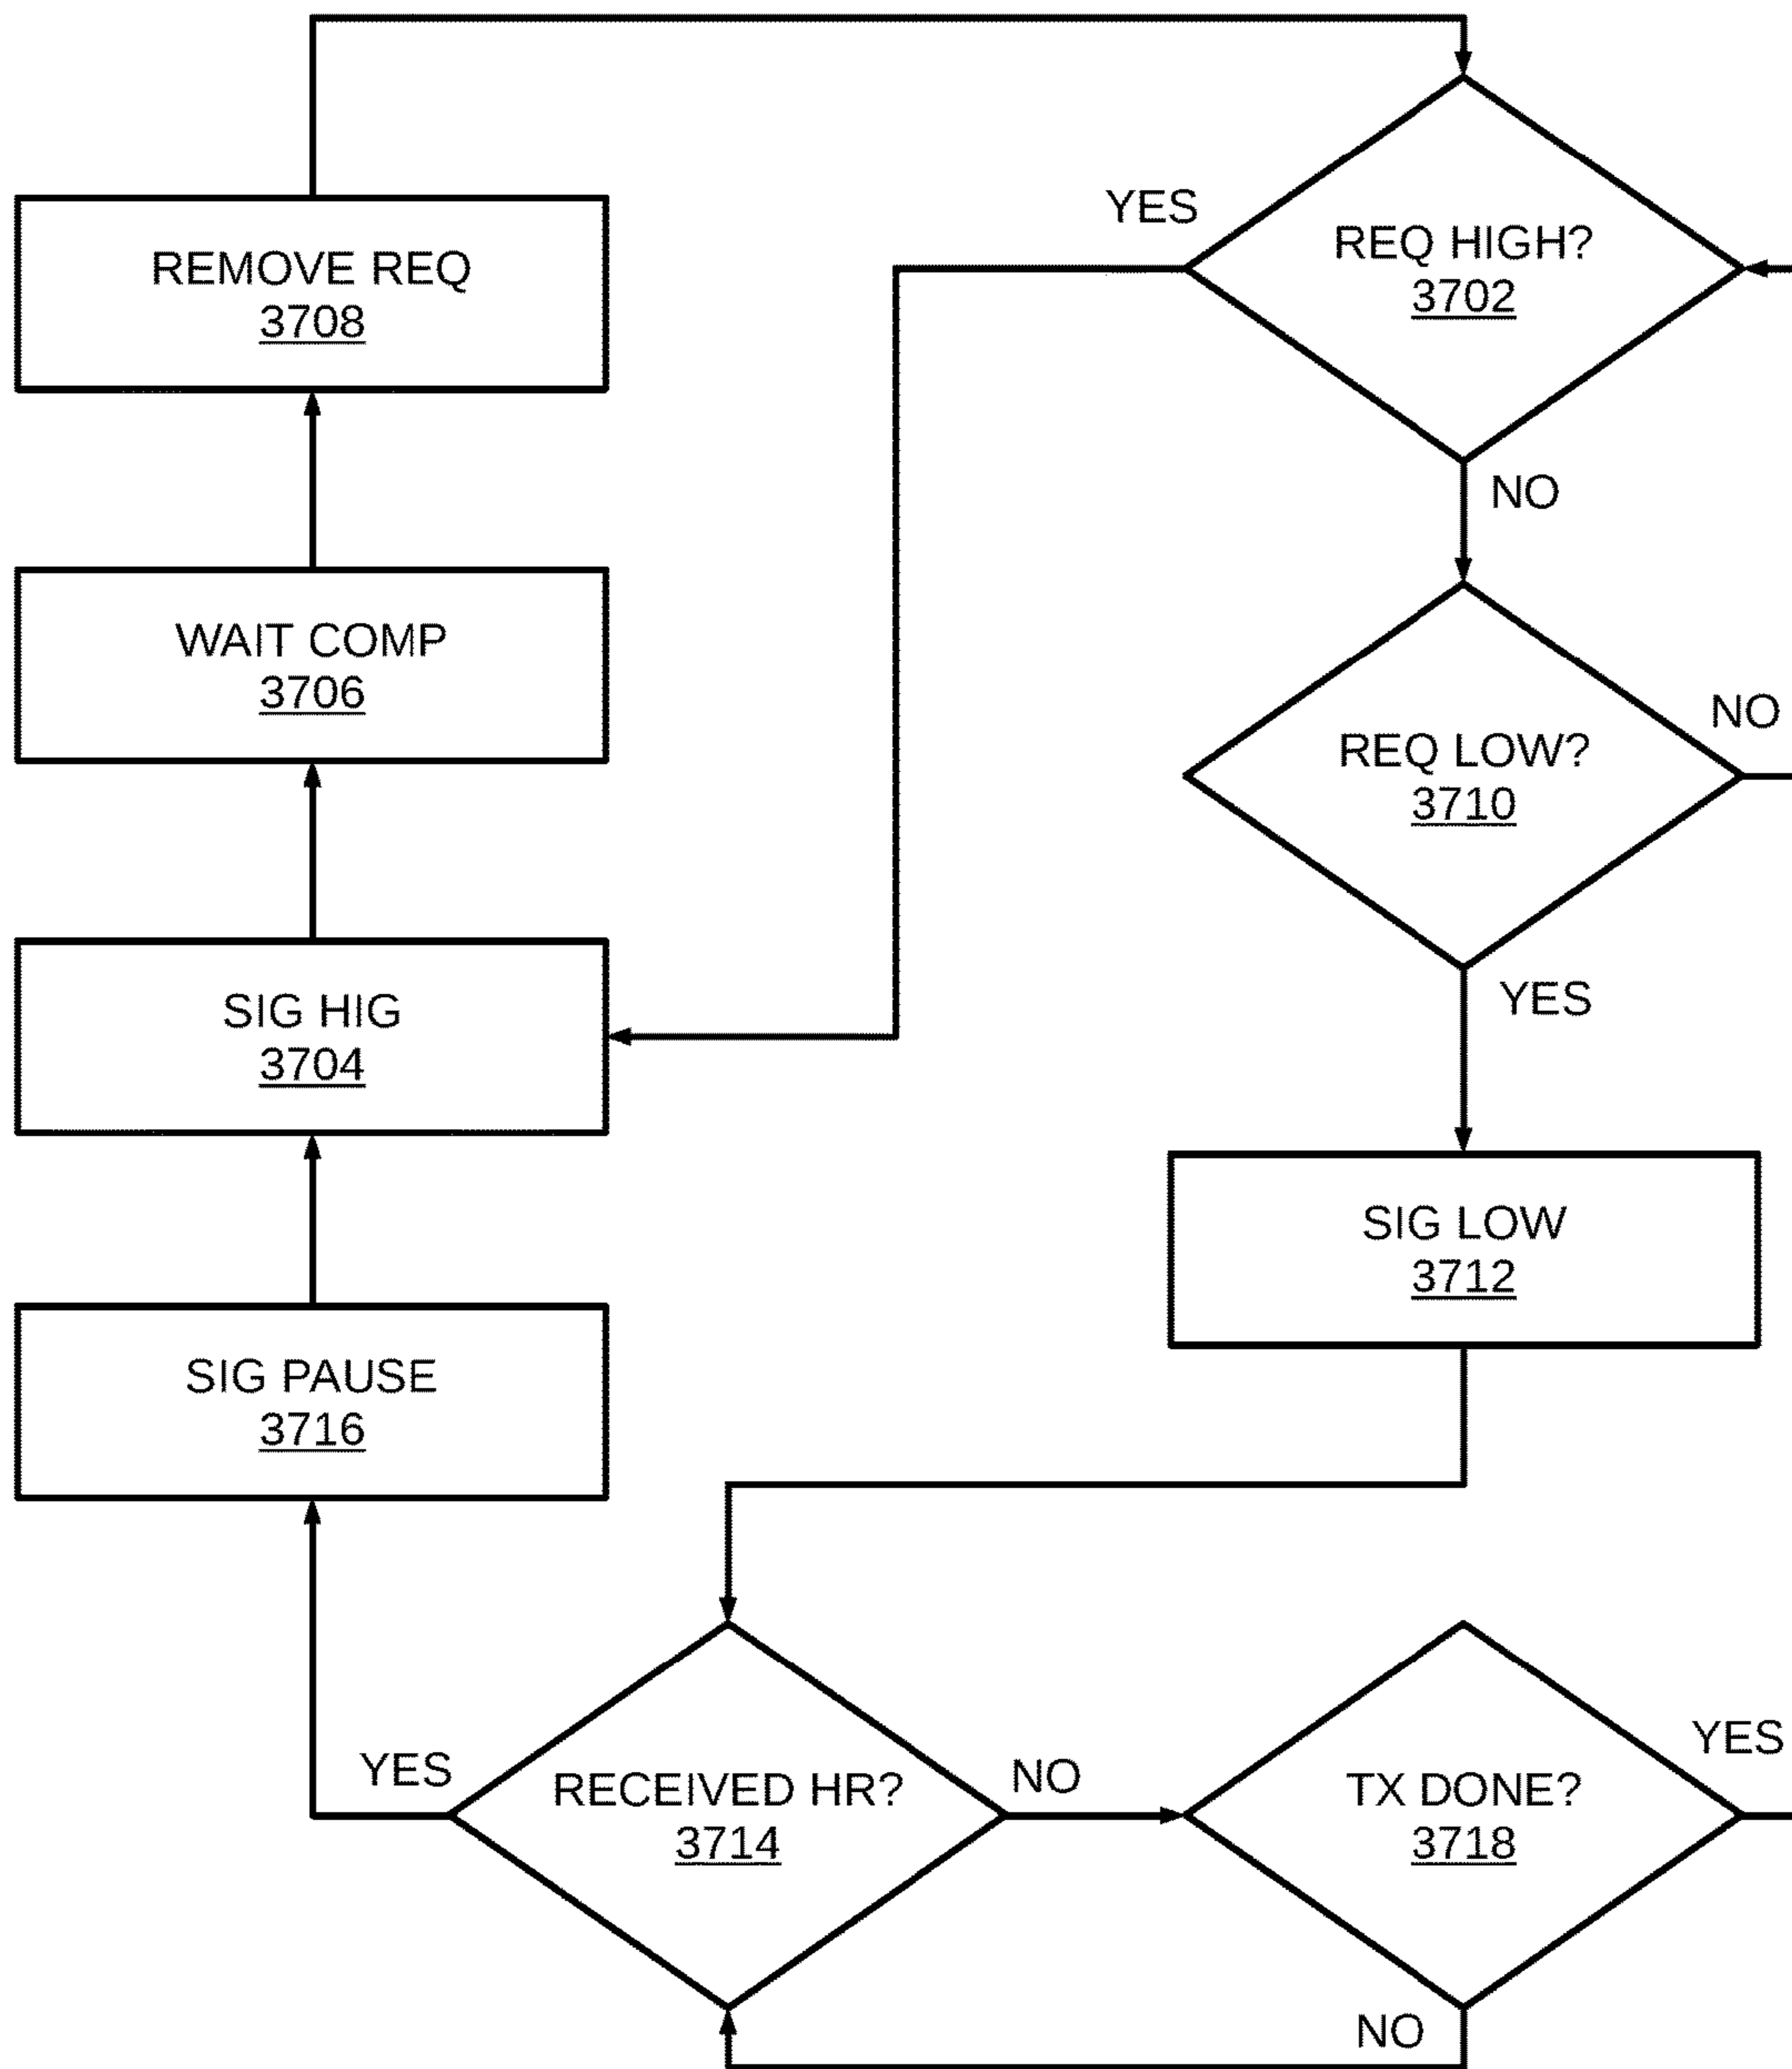 YES
REQ HIGH?
3702
REMOVE REQ
3708
NO
WAIT COMP
3706
REQ LOW?
3710
NO
YES
SIG HIG
3704
SIG LOW
3712
SIG PAUSE
3716
YES
RECEIVED HR?
3714
NO
TX DONE?
3718
YES
NO